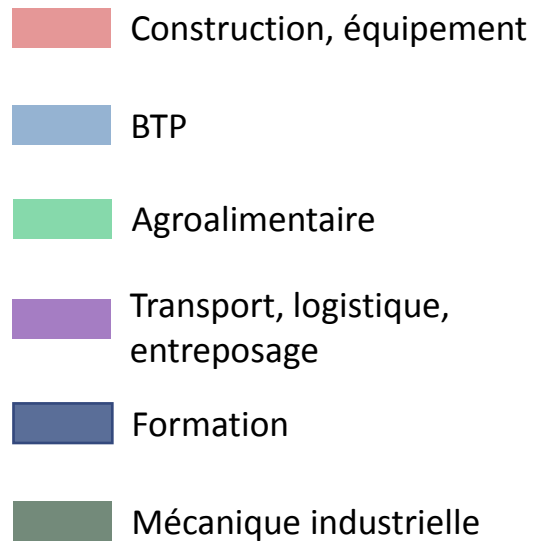 Construction, équipement
BTP
Agroalimentaire
Transport, logistique,
entreposage
Formation
Mécanique industrielle